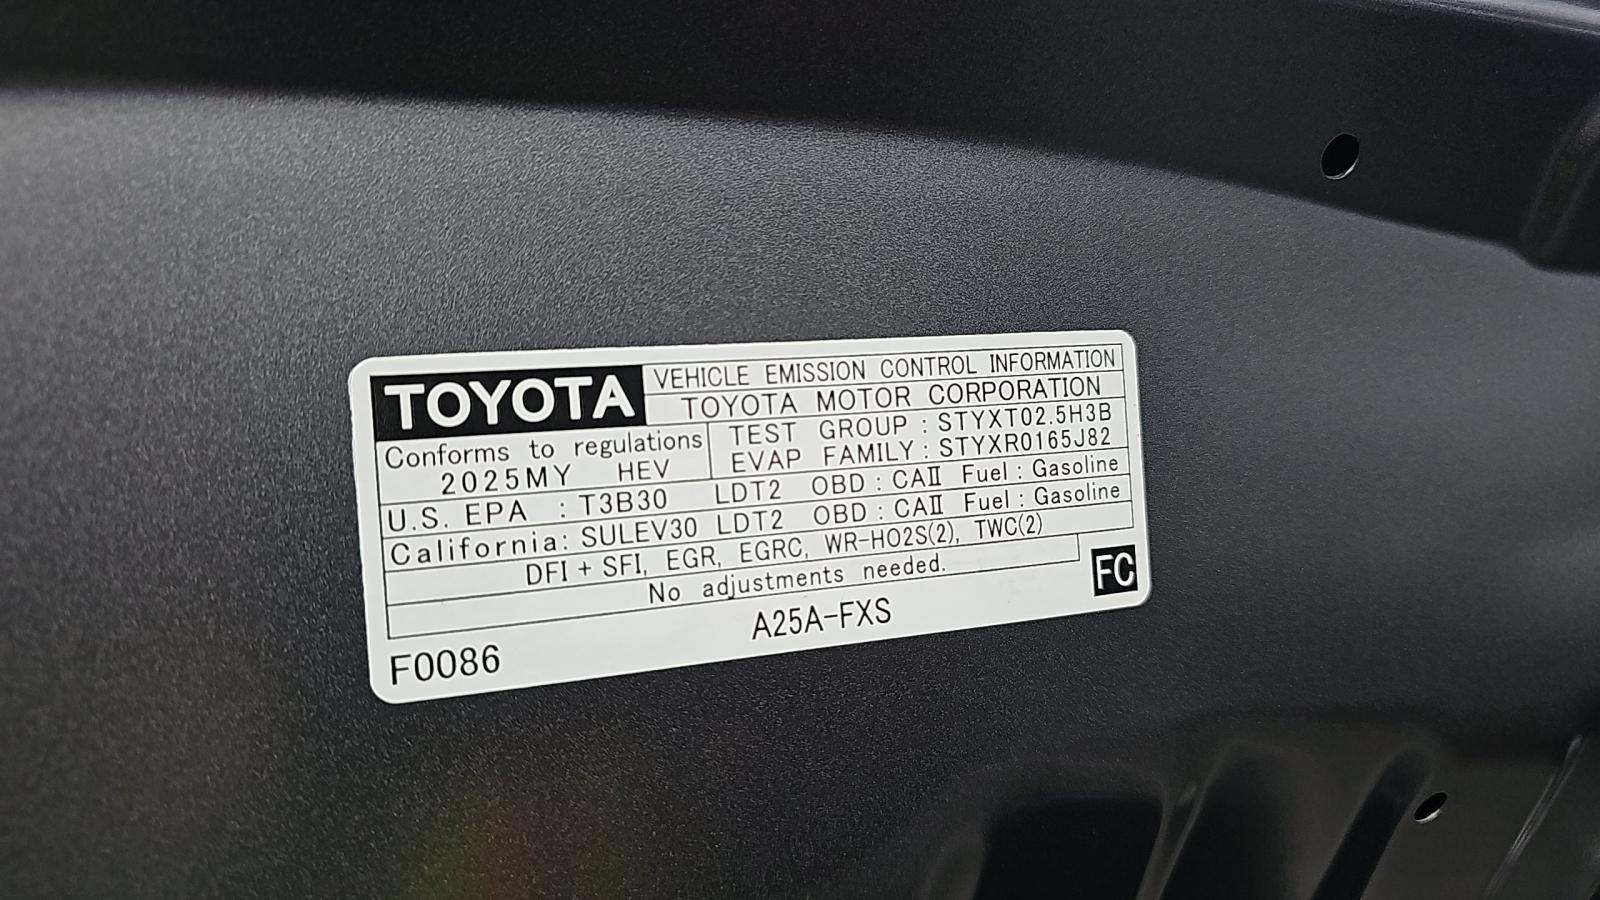 TOYOTA
VEHICLE EMISSION CONTROL INFORMATION
TOYOTA MOTOR CORPORATION
Conforms to regulations
2025MY HEV
TEST GROUP : STYXT02.5H3B
EVAP FAMILY : STYXR0165J82
U.S. EPA : T3B30 LDT2 OBD : CAⅡ Fuel : Gasoline
California: SULEV30 LDT2 OBD : CAⅡ Fuel : Gasoline
DFI + SFI, EGR, EGRC, WR-HO2S(2), TWC(2)
No adjustments needed.
FC
A25A-FXS
F0086